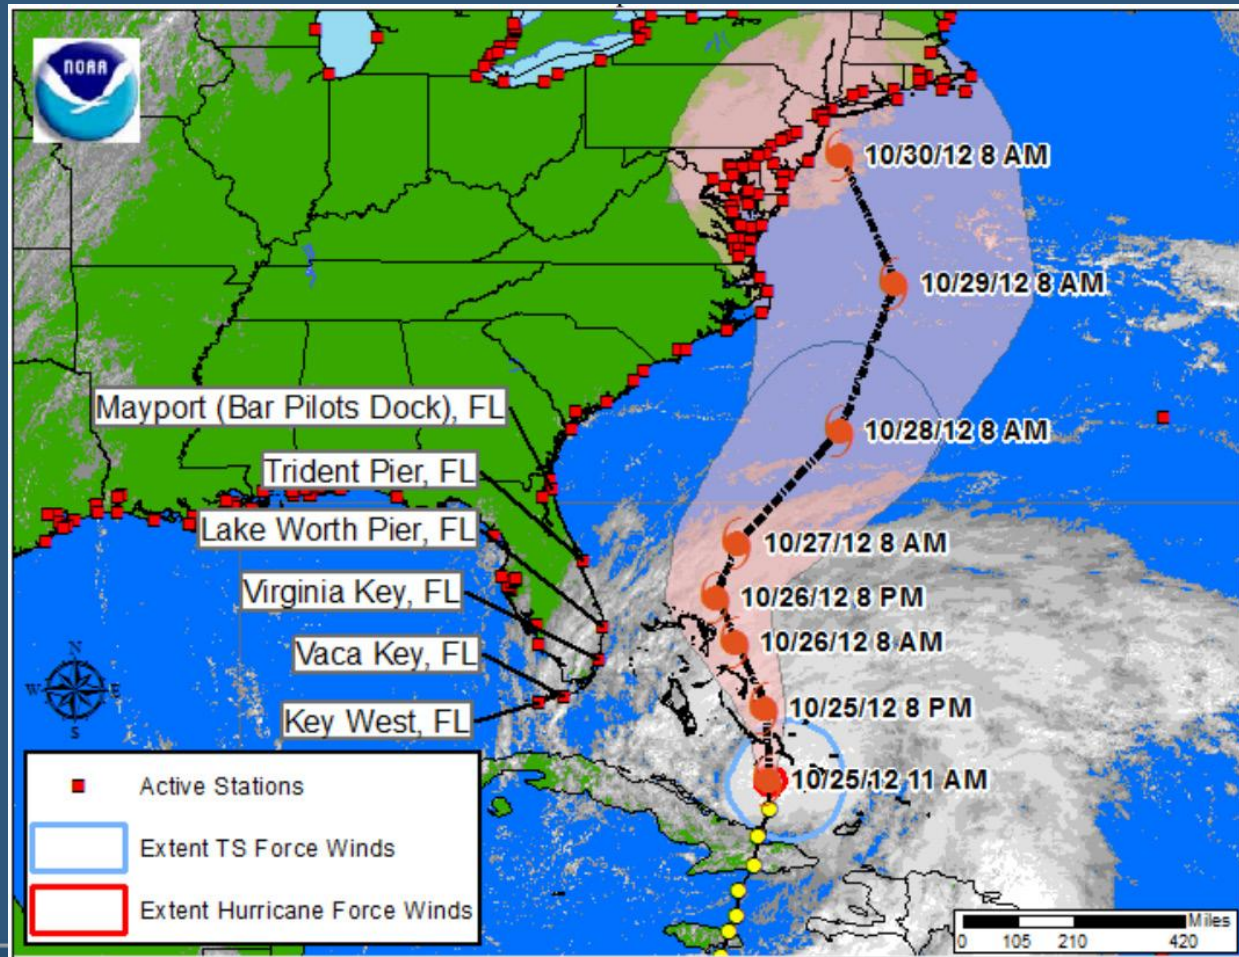 NOAA
10/30/12 8 AM
10/29/12 8 AM
Mayport (Bar Pilots Dock), FL
10/28/12 8 AM
Trident Pier, FL
Lake Worth Pier, FL
10/27/12 8 AM
Virginia Key, FL
10/26/12 8 PM
10/26/12 8 AM
Vaca Key, FL
N
W E
S
Key West, FL
10/25/12 8 PM
10/25/12 11 AM
Active Stations
Extent TS Force Winds
Extent Hurricane Force Winds
Miles
0 105 210 420